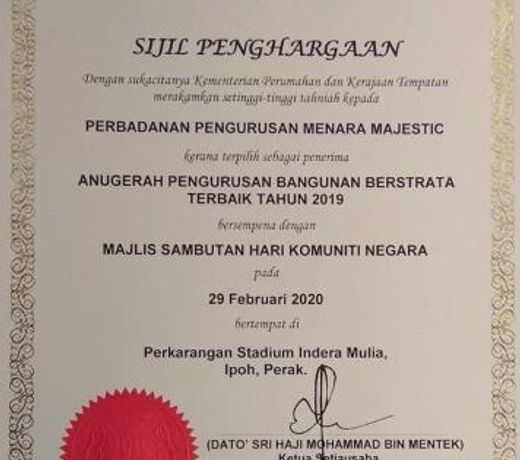 SIJIL PENGHARGAAN
Dengan sukacitanya Kementerian Perumahan dan Kerajaan Tempatan
merakamkan setinggi-tinggi tahniah kepada
PERBADANAN PENGURUSAN MENARA MAJESTIC
kerana terpilih sebagai penerima
ANUGERAH PENGURUSAN BANGUNAN BERSTRATA
TERBAIK TAHUN 2019
bersempena dengan
MAJLIS SAMBUTAN HARI KOMUNITI NEGARA
pada
29 Februari 2020
bertempat di
Perkarangan Stadium Indera Mulia,
Ipoh, Perak.
(DATO' SRI HAJI MOHAMMAD BIN MENTEK)
Ketua Setiausaha